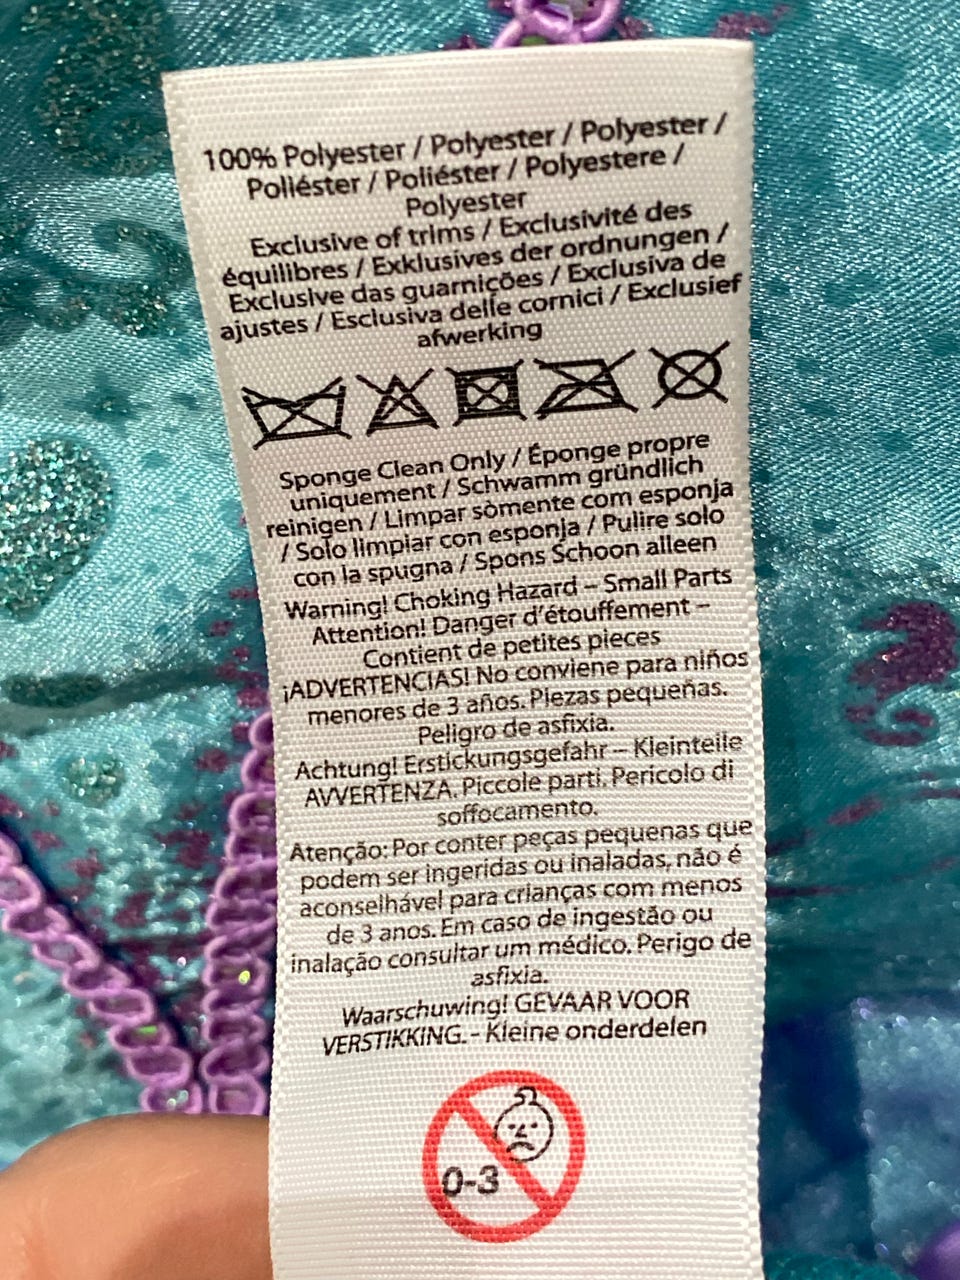 100% Polyester / Polyester / Polyester /
Poliéster / Poliéster / Polyestere /
Polyester
Exclusive of trims / Exclusivité des
équilibres / Exklusives der ordnungen /
Exclusive das guarnições / Exclusiva de
ajustes / Esclusiva delle cornici / Exclusief
afwerking
Sponge Clean Only / Éponge propre
uniquement / Schwamm gründlich
reinigen / Limpar sòmente com esponja
/ Solo limpiar con esponja / Pulire solo
con la spugna / Spons Schoon alleen
Warning! Choking Hazard – Small Parts
Attention! Danger d'étouffement –
Contient de petites pieces
¡ADVERTENCIAS! No conviene para niños
menores de 3 años. Piezas pequeñas.
Peligro de asfixia.
Achtung! Erstickungsgefahr – Kleinteile
AVVERTENZA. Piccole parti. Pericolo di
soffocamento.
Atenção: Por conter peças pequenas que
podem ser ingeridas ou inaladas, não é
aconselhável para crianças com menos
de 3 anos. Em caso de ingestão ou
inalação consultar um médico. Perigo de
asfixia.
Waarschuwing! GEVAAR VOOR
VERSTIKKING. - Kleine onderdelen
0-3